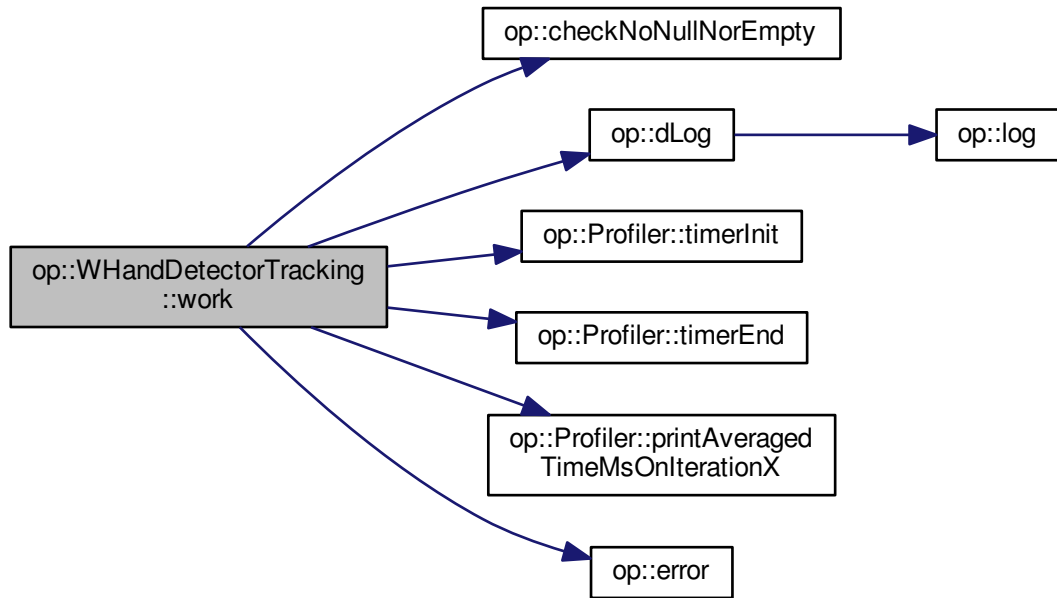 op::checkNoNullNorEmpty
op::dLog
op::log
op::Profiler::timerInit
op::WHandDetectorTracking
::work
op::Profiler::timerEnd
op::Profiler::printAveraged
TimeMsOnIterationX
op::error